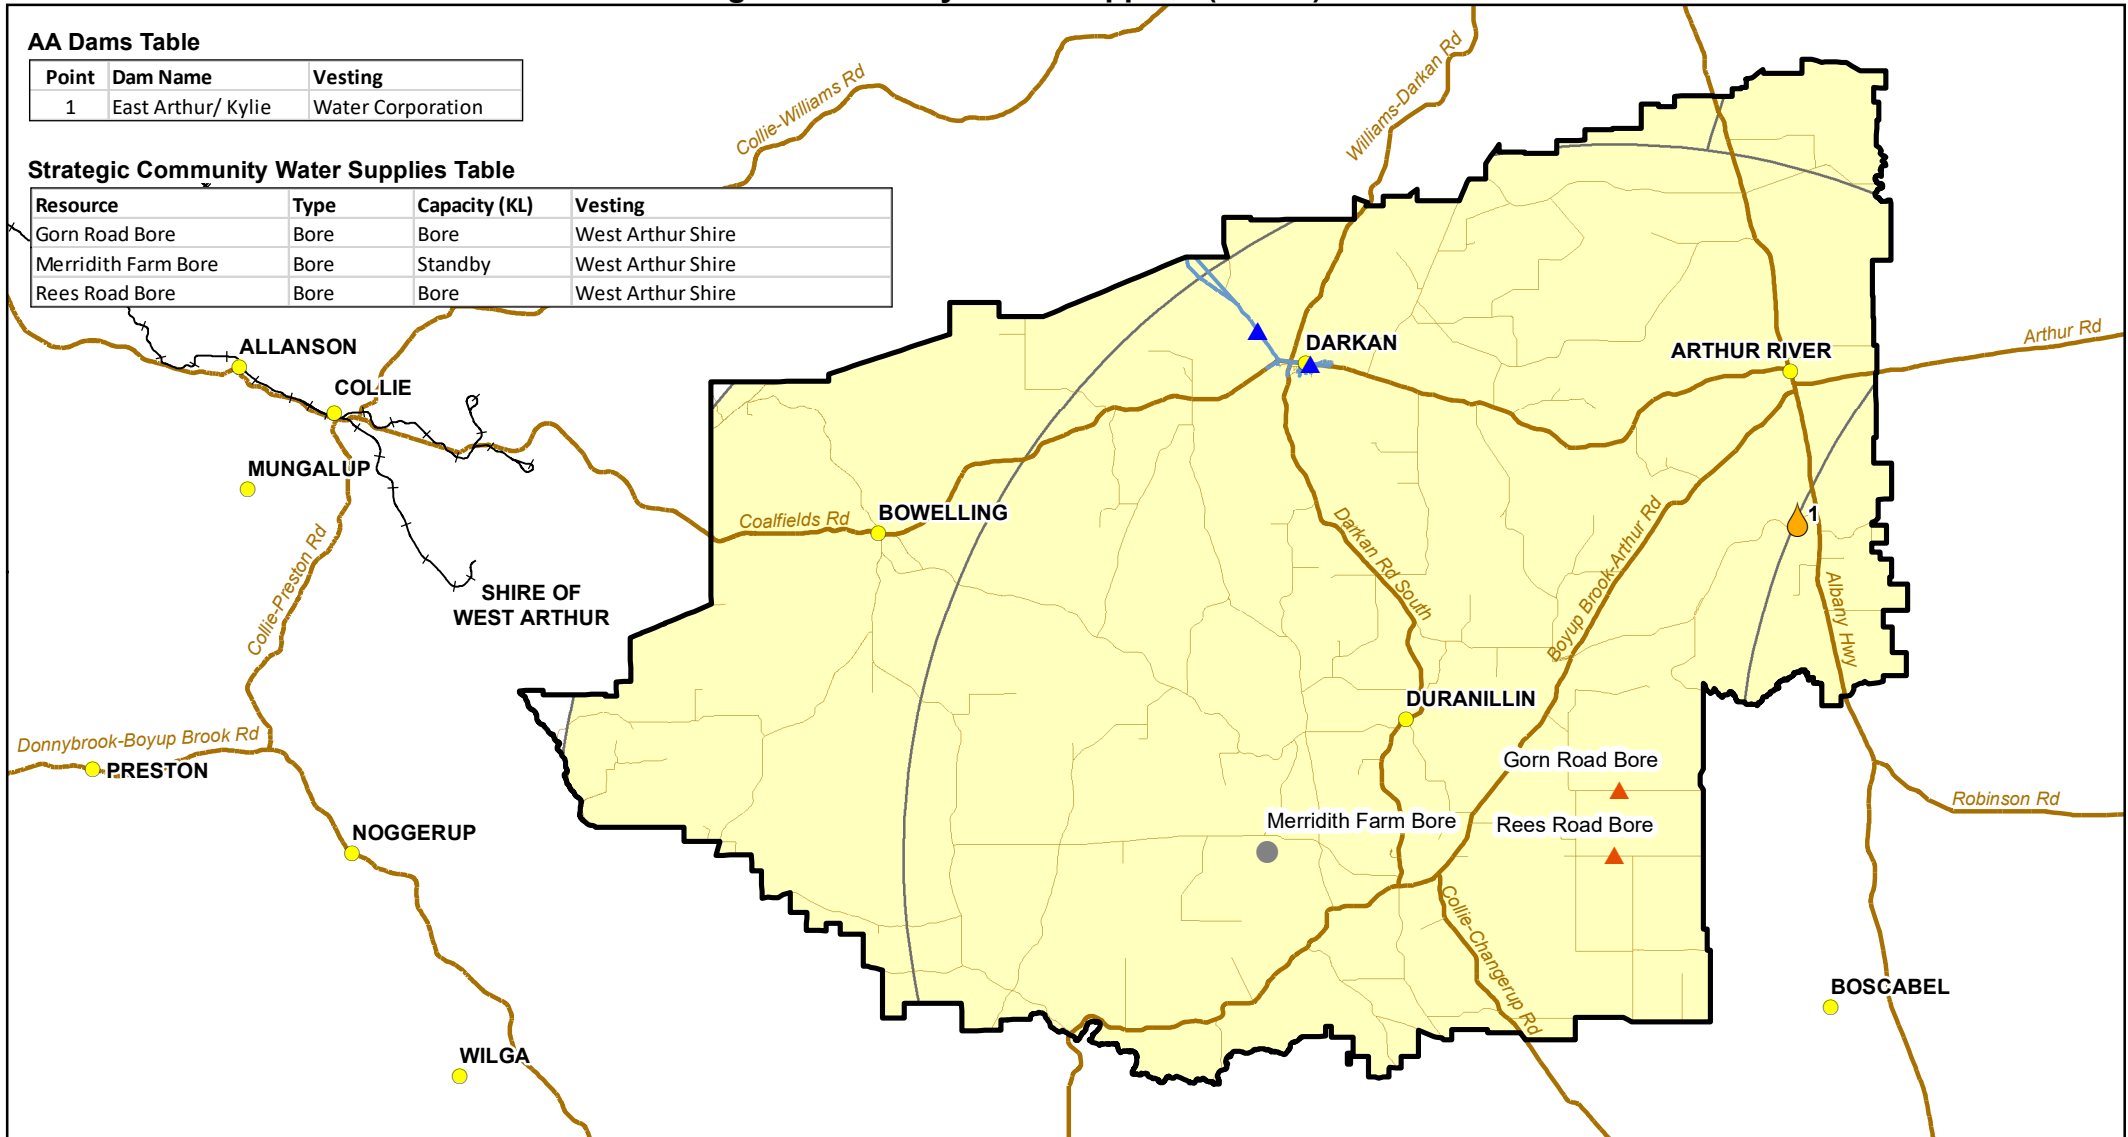 AA Dams Table
Point Dam Name Vesting
1 East Arthur/ Kylie Water Corporation
Strategic Community Water Supplies Table
Resource Type Capacity (KL) Vesting
Gorn Road Bore Bore Bore West Arthur Shire
Merridith Farm Bore Bore Standby West Arthur Shire
Rees Road Bore Bore Bore West Arthur Shire
Collie-Williams Rd
Williams-Darkan Rd
ALLANSON
COLLIE
MUNGALUP
DARKAN
ARTHUR RIVER
Arthur Rd
Coalfields Rd
BOWELLING
1
Darkan Rd South
Boyup Brook-Arthur Rd
Albany Hwy
Collie-Preston Rd
SHIRE OF
WEST ARTHUR
DURANILLIN
Donnybrook-Boyup Brook Rd
PRESTON
Gorn Road Bore
Merridith Farm Bore
Rees Road Bore
Robinson Rd
NOGGERUP
Collie-Changerup Rd
BOSCABEL
WILGA